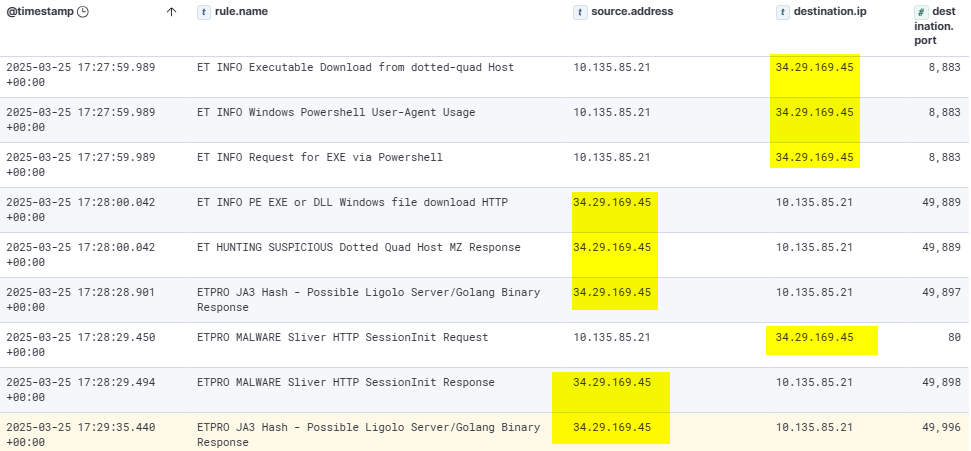 @timestamp t rule.name t source.address t destination.ip # dest
ination.
port
2025-03-25 17:27:59.989 ET INFO Executable Download from dotted-quad Host 10.135.85.21 34.29.169.45 8,883
+00:00
2025-03-25 17:27:59.989 ET INFO Windows Powershell User-Agent Usage 10.135.85.21 34.29.169.45 8,883
+00:00
2025-03-25 17:27:59.989 ET INFO Request for EXE via Powershell 10.135.85.21 34.29.169.45 8,883
+00:00
2025-03-25 17:28:00.042 ET INFO PE EXE or DLL Windows file download HTTP 34.29.169.45 10.135.85.21 49,889
+00:00
2025-03-25 17:28:00.042 ET HUNTING SUSPICIOUS Dotted Quad Host MZ Response 34.29.169.45 10.135.85.21 49,889
+00:00
2025-03-25 17:28:28.901 ETPRO JA3 Hash - Possible Ligolo Server/Golang Binary 34.29.169.45 10.135.85.21 49,897
+00:00 Response
2025-03-25 17:28:29.450 ETPRO MALWARE Sliver HTTP SessionInit Request 10.135.85.21 34.29.169.45 80
+00:00
2025-03-25 17:28:29.494 ETPRO MALWARE Sliver HTTP SessionInit Response 34.29.169.45 10.135.85.21 49,898
+00:00
2025-03-25 17:29:35.440 ETPRO JA3 Hash - Possible Ligolo Server/Golang Binary 34.29.169.45 10.135.85.21 49,996
+00:00 Response